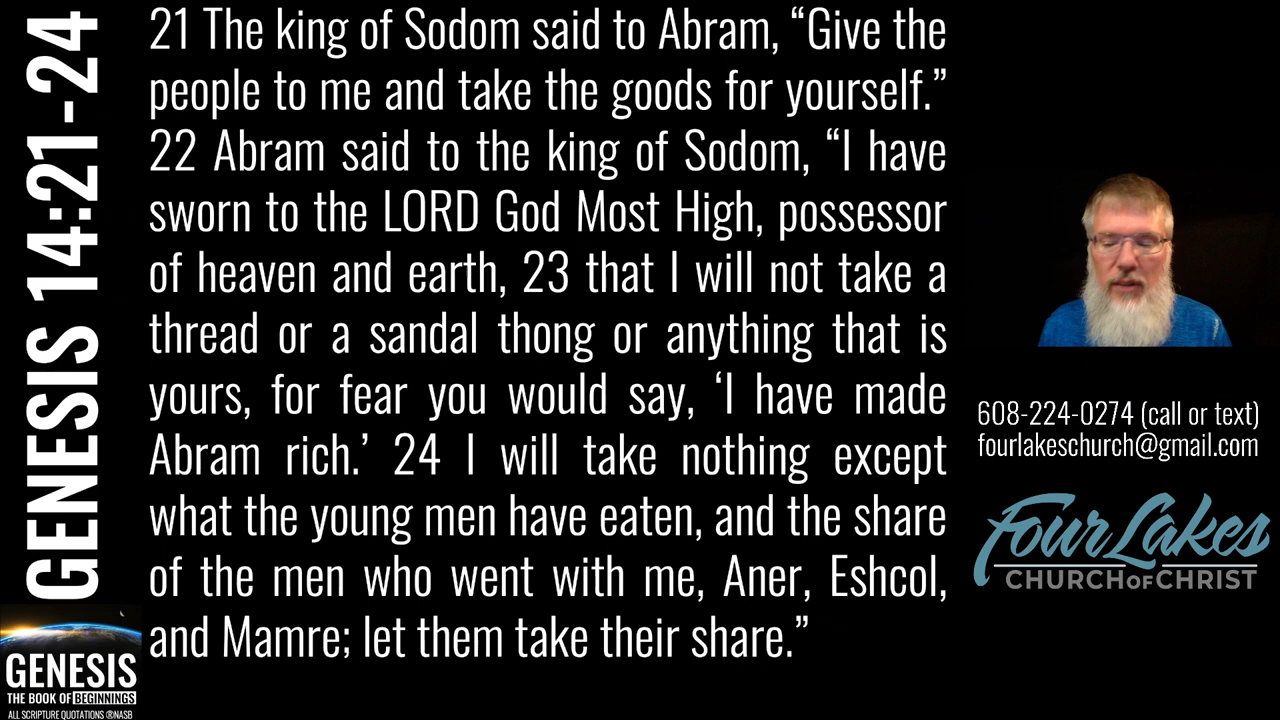 GENESIS 14:21-24
21 The king of Sodom said to Abram, “Give the
people to me and take the goods for yourself.”
22 Abram said to the king of Sodom, “I have
sworn to the LORD God Most High, possessor
of heaven and earth, 23 that I will not take a
thread or a sandal thong or anything that is
yours, for fear you would say, ‘I have made
Abram rich.’ 24 I will take nothing except
what the young men have eaten, and the share
of the men who went with me, Aner, Eshcol,
and Mamre; let them take their share.”
GENESIS
THE BOOK OF BEGINNINGS
ALL SCRIPTURE QUOTATIONS ®NASB
608-224-0274 (call or text)
fourlakeschurch@gmail.com
Four Lakes
CHURCH OF CHRIST